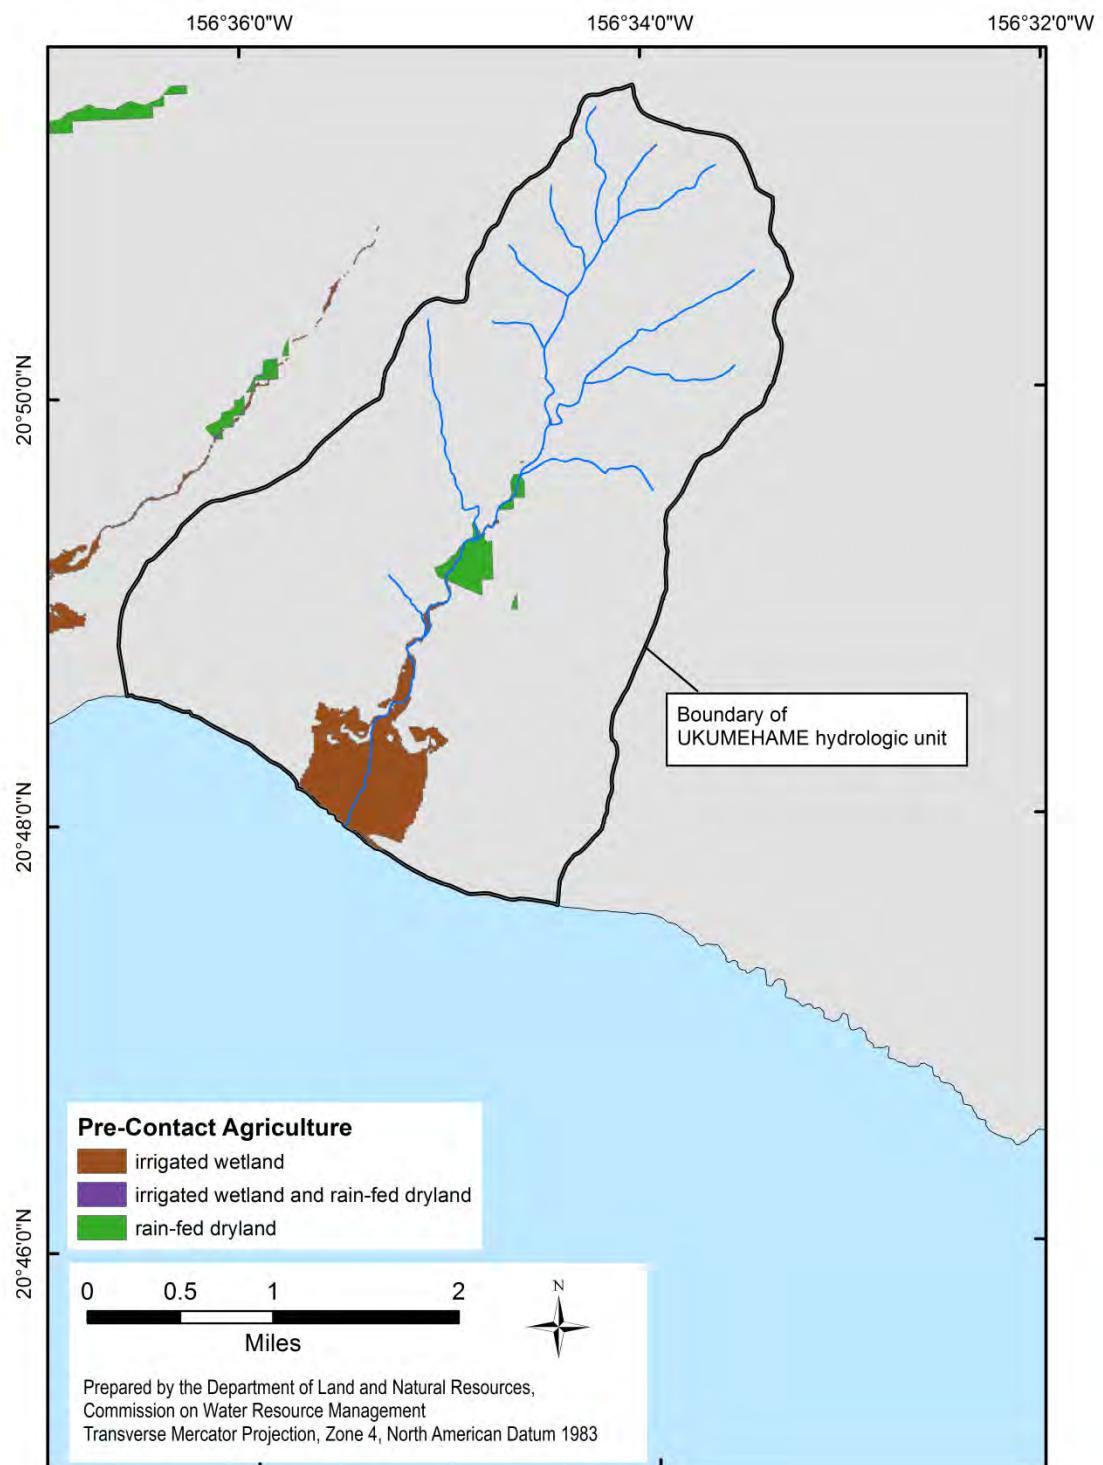 156°36'0"W
156°34'0"W
156°32'0"W
20°50'0"N
20°48'0"N
20°46'0"N
Boundary of
UKUMEHAME hydrologic unit
Pre-Contact Agriculture
irrigated wetland
irrigated wetland and rain-fed dryland
rain-fed dryland
0 0.5 1 2
Miles
N
Prepared by the Department of Land and Natural Resources,
Commission on Water Resource Management
Transverse Mercator Projection, Zone 4, North American Datum 1983